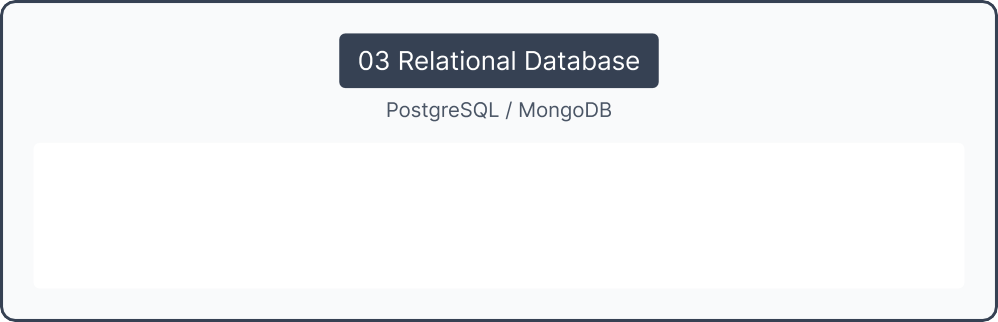 03 Relational Database
PostgreSQL / MongoDB